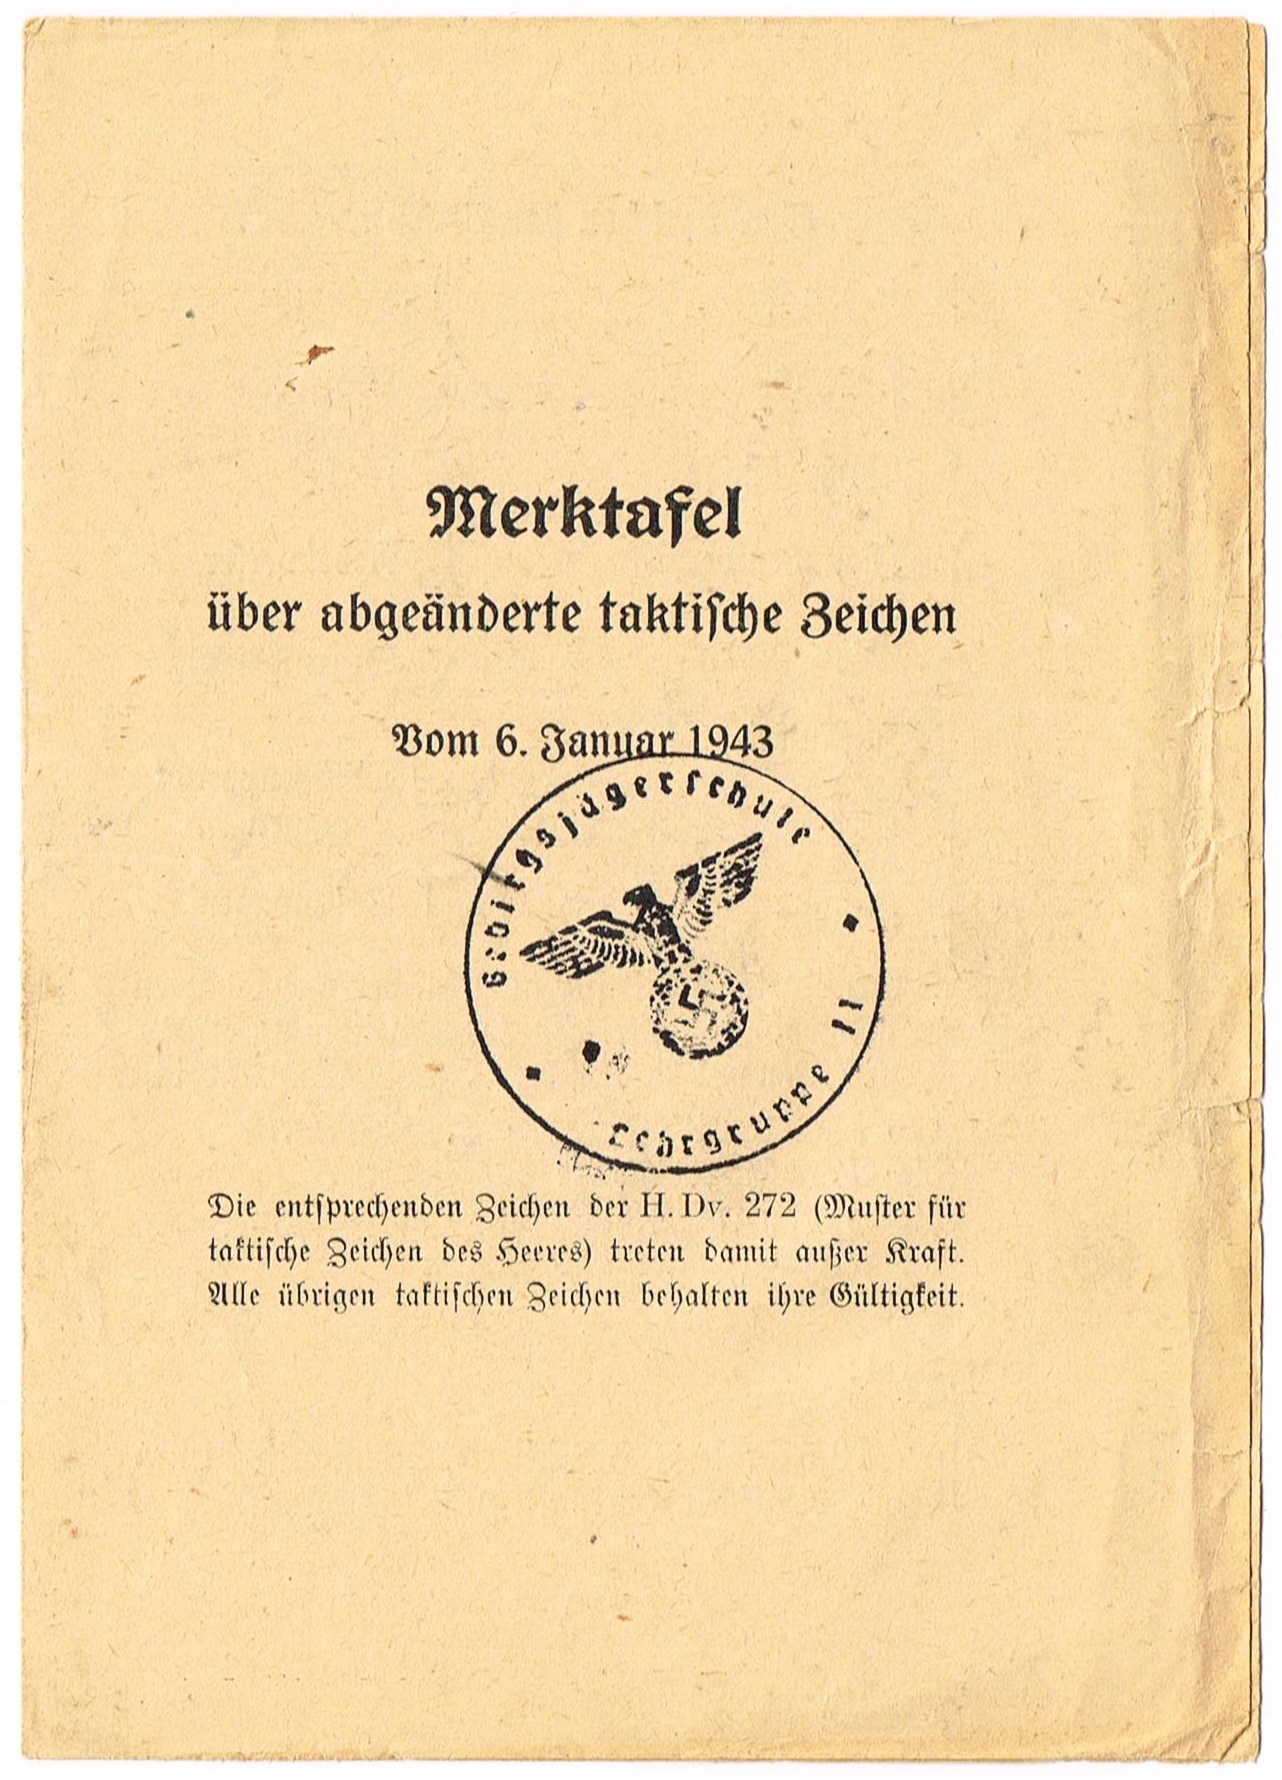 Merktafel
über abgeänderte taktische Zeichen
Vom 6. Januar 1943
Gebirgsjägerschule
Lehrgruppe II
Die entsprechenden Zeichen der H. Dv. 272 (Muster für
taktische Zeichen des Heeres) treten damit außer Kraft.
Alle übrigen taktischen Zeichen behalten ihre Gültigkeit.